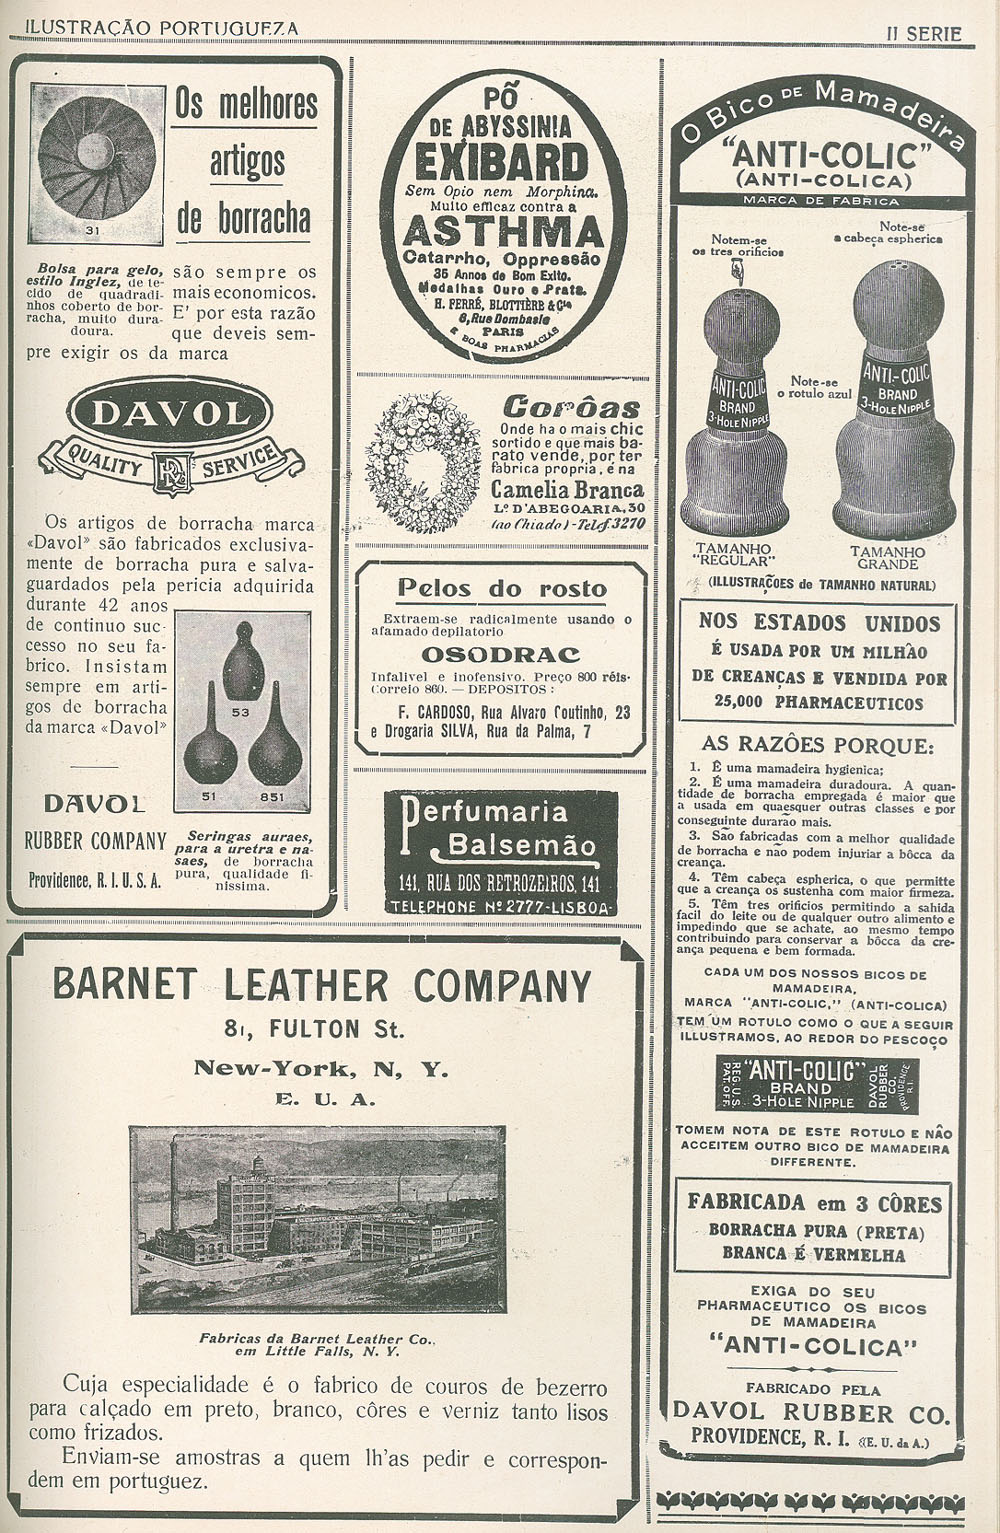 ILUSTRAÇÃO PORTUGUEZA
II SERIE
Os melhores
artigos
de borracha
31
Bolsa para gelo,
estilo Inglez, de te-
cido de quadradi-
nhos coberto de bor-
racha, muito dura-
doura.
são sempre os
mais economicos.
E' por esta razão
que deveis sem-
pre exigir os da marca
DAVOL
QUALITY SERVICE
Os artigos de borracha marca
«Davol» são fabricados exclusiva-
mente de borracha pura e salva-
guardados pela pericia adquirida
durante 42 anos
de continuo suc-
cesso no seu fa-
brico. Insistam
sempre em arti-
gos de borracha
da marca «Davol»
53
51
851
DAVOL
RUBBER COMPANY
Providence, R. I. U. S. A.
Seringas auraes,
para a uretra e na-
saes, de borracha
pura, qualidade fi-
nissima.
PÕ
DE ABYSSINIA
EXIBARD
Sem Opio nem Morphina.
Muito efficaz contra a
ASTHMA
Catarrho, Oppressão
35 Annos de Bom Exito.
Medalhas Ouro e Prata.
H. FERRÉ, BLOTTIÈRE & Cie
6, Rue Dombasle
PARIS
E BOAS PHARMACIAS
Corôas
Onde ha o mais chic
sortido e que mais ba-
rato vende, por ter
fabrica propria, é na
Camelia Branca
L.º D'ABEGOARIA, 50
(ao Chiado) - Telef. 3270
Pelos do rosto
Extraem-se radicalmente usando o
afamado depilatorio
OSODRAC
Infalivel e inofensivo. Preço 800 réis.
Correio 860. — DEPOSITOS:
F. CARDOSO, Rua Alvaro Coutinho, 23
e Drogaria SILVA, Rua da Palma, 7
Perfumaria
Balsemão
141, RUA DOS RETROZEIROS, 141
TELEPHONE Nº 2777-LISBOA-
BARNET LEATHER COMPANY
81, FULTON St.
New-York, N, Y.
E. U. A.
Fabricas da Barnet Leather Co.,
em Little Falls, N. Y.
Cuja especialidade é o fabrico de couros de bezerro
para calçado em preto, branco, côres e verniz tanto lisos
como frizados.
Enviam-se amostras a quem lh'as pedir e correspon-
dem em portuguez.
O Bico DE Mamadeira
"ANTI-COLIC"
(ANTI-COLICA)
MARCA DE FABRICA
Notem-se
os tres orificios
Note-se
a cabeça espherica
Note-se
o rotulo azul
ANTI-COLIC
BRAND
3-HOLE NIPPLE
ANTI-COLIC
BRAND
3-HOLE NIPPLE
TAMANHO
"REGULAR"
TAMANHO
GRANDE
(ILLUSTRAÇOES de TAMANHO NATURAL)
NOS ESTADOS UNIDOS
É USADA POR UM MILHÃO
DE CREANÇAS E VENDIDA POR
25,000 PHARMACEUTICOS
AS RAZÔES PORQUE:
1. É uma mamadeira hygienica;
2. É uma mamadeira duradoura. A quan-
tidade de borracha empregada é maior que
a usada em quaesquer outras classes e por
conseguinte durarão mais.
3. São fabricadas com a melhor qualidade
de borracha e não podem injuriar a bôcca da
creança.
4. Têm cabeça espherica, o que permitte
que a creança os sustenha com maior firmeza.
5. Têm tres orificios permitindo a sahida
facil do leite ou de qualquer outro alimento e
impedindo que se achate, ao mesmo tempo
contribuindo para conservar a bôcca da cre-
ança pequena e bem formada.
CADA UM DOS NOSSOS BICOS DE
MAMADEIRA,
MARCA "ANTI-COLIC," (ANTI-COLICA)
TEM UM ROTULO COMO O QUE A SEGUIR
ILLUSTRAMOS, AO REDOR DO PESCOÇO
REG. U.S.
PAT. OFF.
"ANTI-COLIC"
BRAND
3-HOLE NIPPLE
DAVOL
RUBBER
CO.
PROVIDENCE
R. I.
TOMEM NOTA DE ESTE ROTULO E NÃO
ACCEITEM OUTRO BICO DE MAMADEIRA
DIFFERENTE.
FABRICADA em 3 CÔRES
BORRACHA PURA (PRETA)
BRANCA É VERMELHA
EXIGA DO SEU
PHARMACEUTICO OS BICOS
DE MAMADEIRA
"ANTI-COLICA"
FABRICADO PELA
DAVOL RUBBER CO.
PROVIDENCE, R. I. (E. U. da A.)